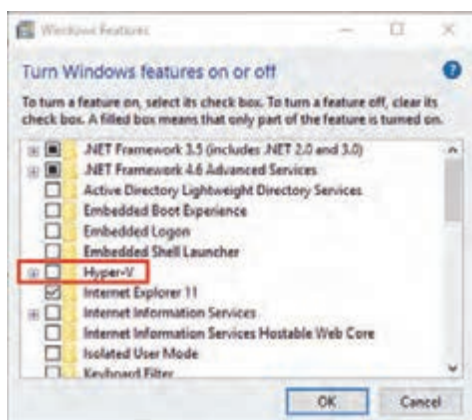 Windows Features
Turn Windows features on or off
To turn a feature on, select its check box. To turn a feature off, clear its
check box. A filled box means that only part of the feature is turned on.
.NET Framework 3.5 (includes .NET 2.0 and 3.0)
.NET Framework 4.6 Advanced Services
Active Directory Lightweight Directory Services
Embedded Boot Experience
Embedded Logon
Embedded Shell Launcher
Hyper-V
Internet Explorer 11
Internet Information Services
Internet Information Services Hostable Web Core
Isolated User Mode
Keyboard Filter
OK Cancel